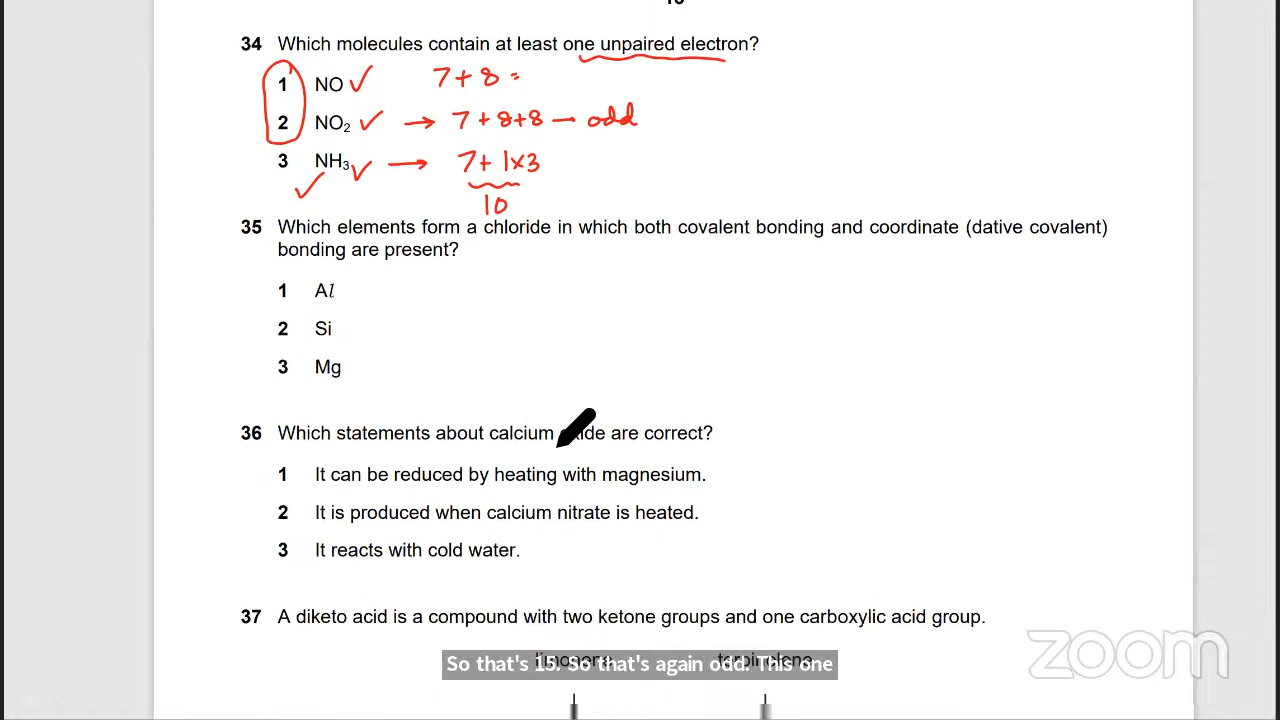 34 Which molecules contain at least one unpaired electron?
1 NO ✓ 7 + 8 =
2 NO₂ ✓ → 7 + 8 + 8 — odd
3 NH₃ ✓ → 7 + 1×3
10
35 Which elements form a chloride in which both covalent bonding and coordinate (dative covalent)
bonding are present?
1 Al
2 Si
3 Mg
36 Which statements about calcium oxide are correct?
1 It can be reduced by heating with magnesium.
2 It is produced when calcium nitrate is heated.
3 It reacts with cold water.
37 A diketo acid is a compound with two ketone groups and one carboxylic acid group.
limonene terpinolene
So that's 15. So that's again odd. This one
zoom